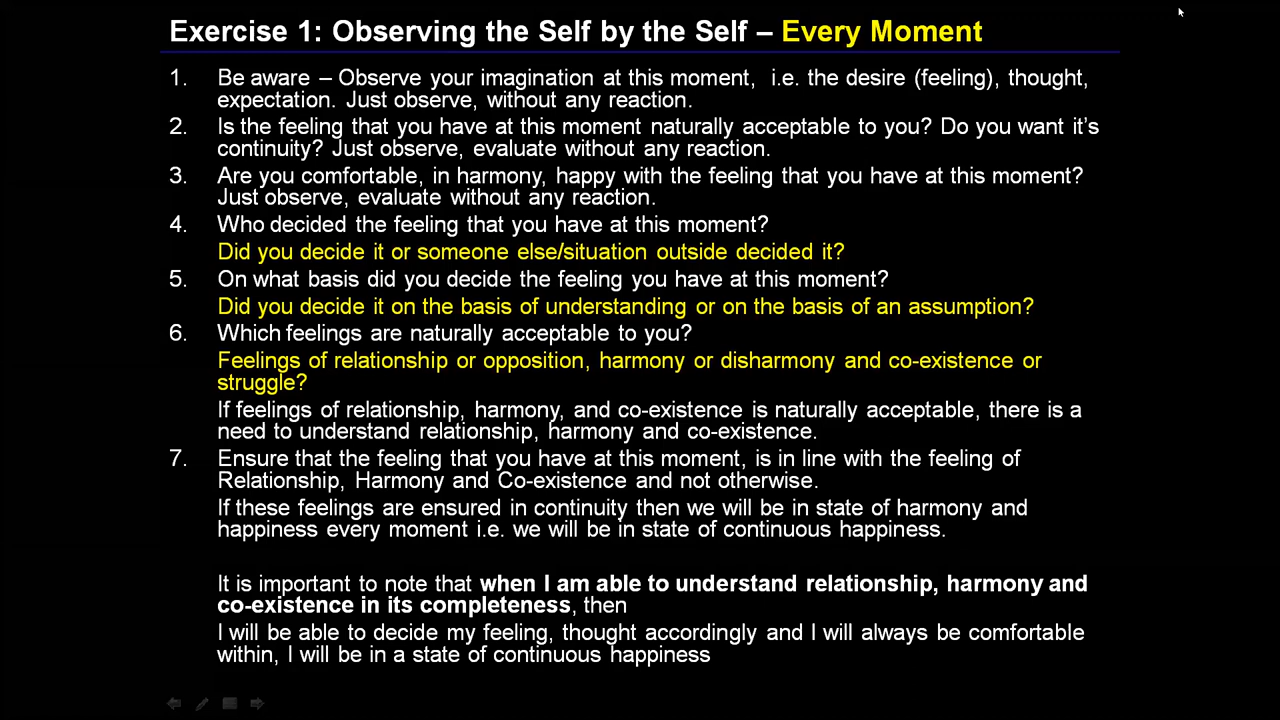 Exercise 1: Observing the Self by the Self – Every Moment
1. Be aware – Observe your imagination at this moment, i.e. the desire (feeling), thought,
expectation. Just observe, without any reaction.
2. Is the feeling that you have at this moment naturally acceptable to you? Do you want it's
continuity? Just observe, evaluate without any reaction.
3. Are you comfortable, in harmony, happy with the feeling that you have at this moment?
Just observe, evaluate without any reaction.
4. Who decided the feeling that you have at this moment?
Did you decide it or someone else/situation outside decided it?
5. On what basis did you decide the feeling you have at this moment?
Did you decide it on the basis of understanding or on the basis of an assumption?
6. Which feelings are naturally acceptable to you?
Feelings of relationship or opposition, harmony or disharmony and co-existence or
struggle?
If feelings of relationship, harmony, and co-existence is naturally acceptable, there is a
need to understand relationship, harmony and co-existence.
7. Ensure that the feeling that you have at this moment, is in line with the feeling of
Relationship, Harmony and Co-existence and not otherwise.
If these feelings are ensured in continuity then we will be in state of harmony and
happiness every moment i.e. we will be in state of continuous happiness.
It is important to note that when I am able to understand relationship, harmony and
co-existence in its completeness, then
I will be able to decide my feeling, thought accordingly and I will always be comfortable
within, I will be in a state of continuous happiness